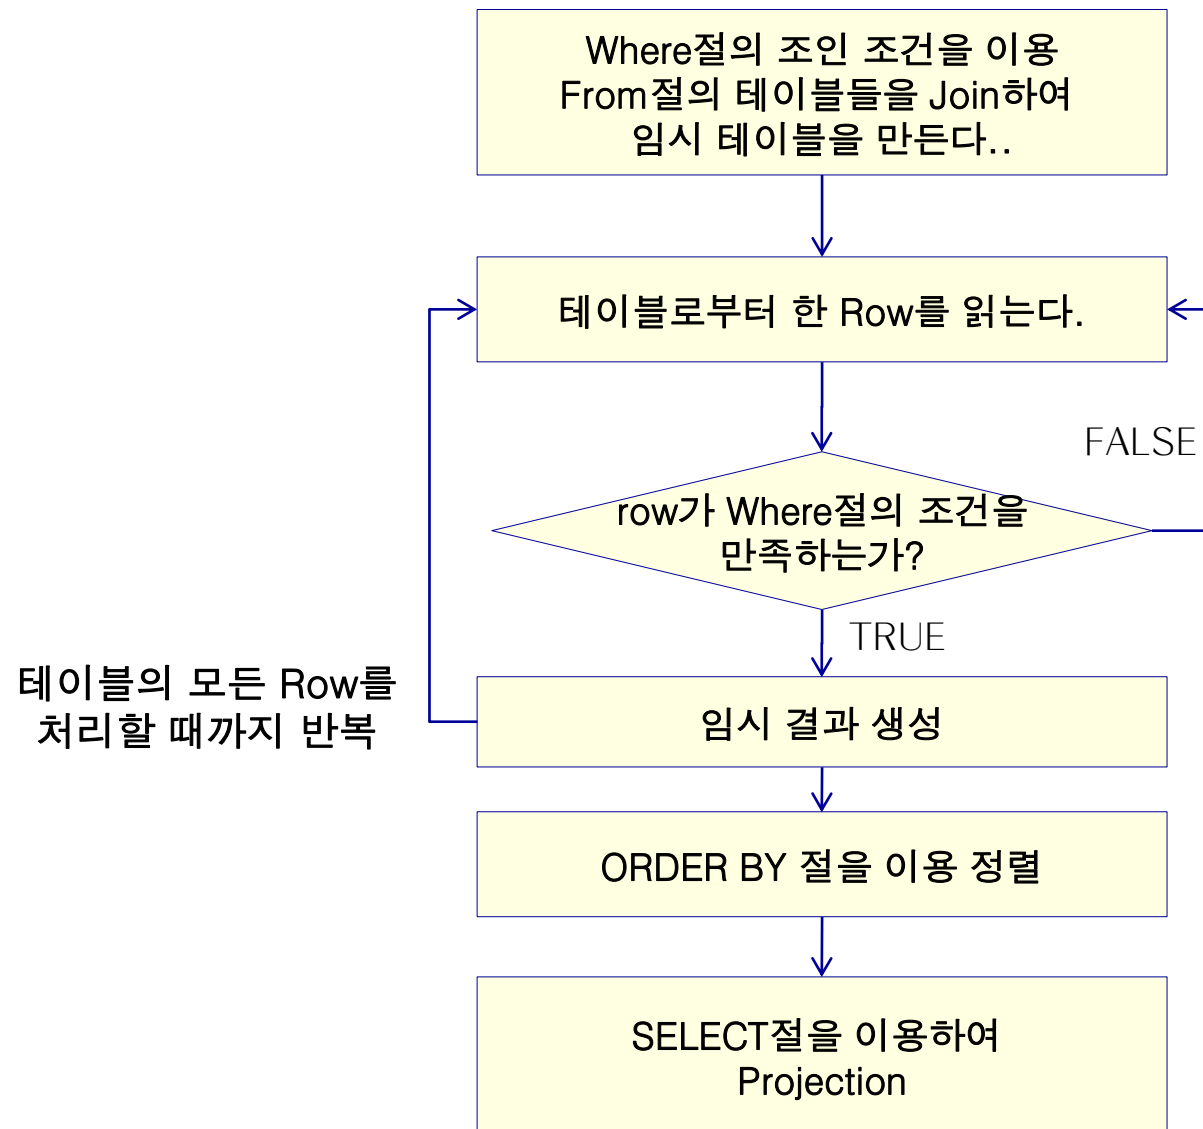 Where절의 조인 조건을 이용
From절의 테이블들을 Join하여
임시 테이블을 만든다..
테이블로부터 한 Row를 읽는다.
FALSE
row가 Where절의 조건을
만족하는가?
TRUE
테이블의 모든 Row를
처리할 때까지 반복
임시 결과 생성
ORDER BY 절을 이용 정렬
SELECT절을 이용하여
Projection